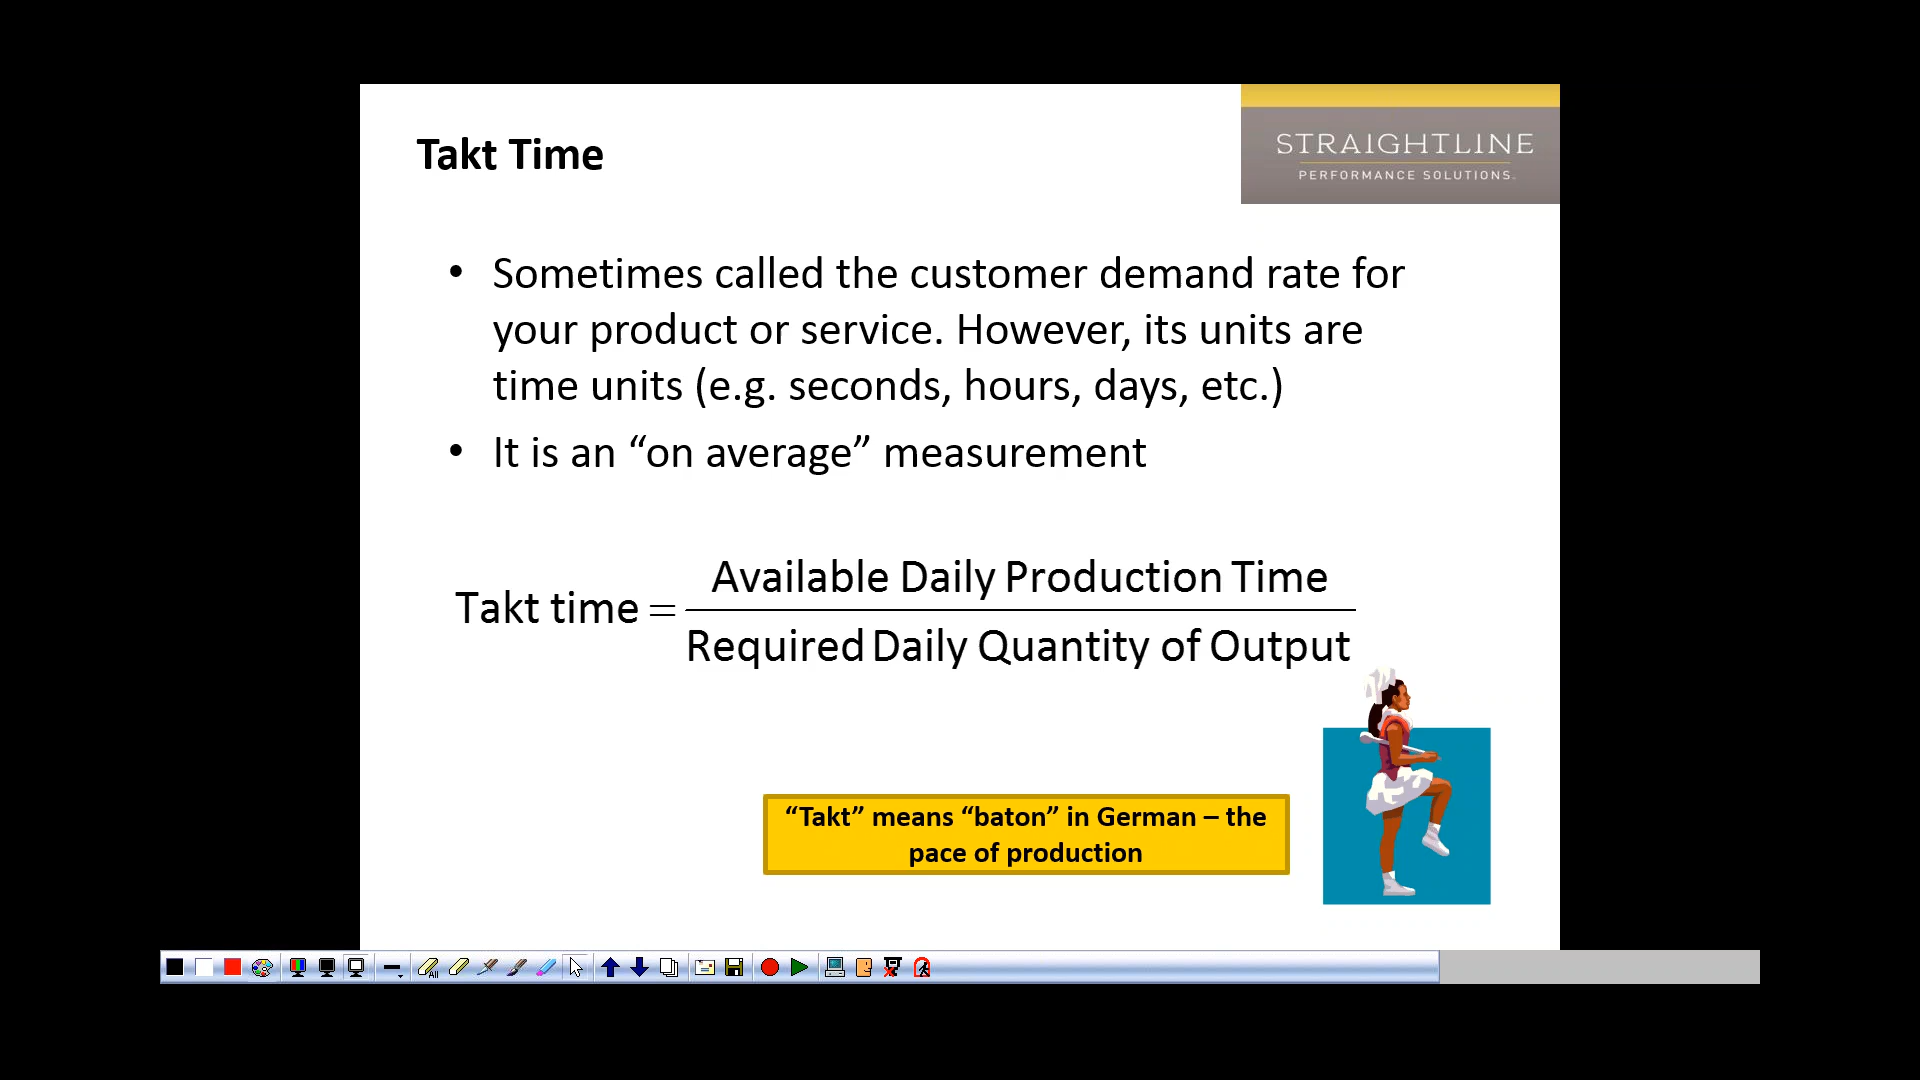 Takt Time
STRAIGHTLINE
PERFORMANCE SOLUTIONS.
• Sometimes called the customer demand rate for
your product or service. However, its units are
time units (e.g. seconds, hours, days, etc.)
• It is an “on average” measurement
Takt time = Available Daily Production Time
Required Daily Quantity of Output
“Takt” means “baton” in German – the
pace of production
All